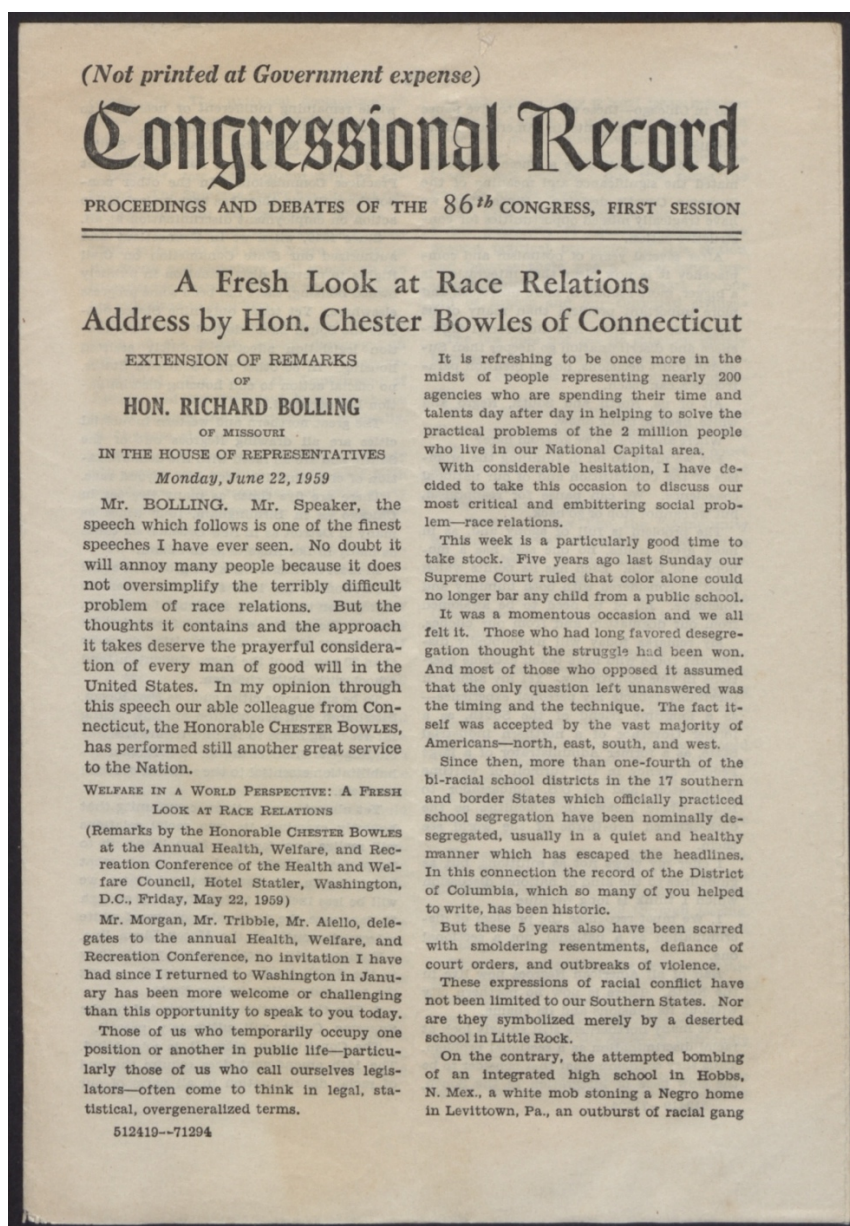 (Not printed at Government expense)
Congressional Record
PROCEEDINGS AND DEBATES OF THE 86th CONGRESS, FIRST SESSION
A Fresh Look at Race Relations
Address by Hon. Chester Bowles of Connecticut
EXTENSION OF REMARKS
OF
HON. RICHARD BOLLING
OF MISSOURI
IN THE HOUSE OF REPRESENTATIVES
Monday, June 22, 1959
Mr. BOLLING. Mr. Speaker, the
speech which follows is one of the finest
speeches I have ever seen. No doubt it
will annoy many people because it does
not oversimplify the terribly difficult
problem of race relations. But the
thoughts it contains and the approach
it takes deserve the prayerful considera-
tion of every man of good will in the
United States. In my opinion through
this speech our able colleague from Con-
necticut, the Honorable CHESTER BOWLES,
has performed still another great service
to the Nation.
WELFARE IN A WORLD PERSPECTIVE: A FRESH
LOOK AT RACE RELATIONS
(Remarks by the Honorable CHESTER BOWLES
at the Annual Health, Welfare, and Rec-
reation Conference of the Health and Wel-
fare Council, Hotel Statler, Washington,
D.C., Friday, May 22, 1959)
Mr. Morgan, Mr. Tribble, Mr. Aiello, dele-
gates to the annual Health, Welfare, and
Recreation Conference, no invitation I have
had since I returned to Washington in Janu-
ary has been more welcome or challenging
than this opportunity to speak to you today.
Those of us who temporarily occupy one
position or another in public life—particu-
larly those of us who call ourselves legis-
lators—often come to think in legal, sta-
tistical, overgeneralized terms.
512419—71294
It is refreshing to be once more in the
midst of people representing nearly 200
agencies who are spending their time and
talents day after day in helping to solve the
practical problems of the 2 million people
who live in our National Capital area.
With considerable hesitation, I have de-
cided to take this occasion to discuss our
most critical and embittering social prob-
lem—race relations.
This week is a particularly good time to
take stock. Five years ago last Sunday our
Supreme Court ruled that color alone could
no longer bar any child from a public school.
It was a momentous occasion and we all
felt it. Those who had long favored desegre-
gation thought the struggle had been won.
And most of those who opposed it assumed
that the only question left unanswered was
the timing and the technique. The fact it-
self was accepted by the vast majority of
Americans—north, east, south, and west.
Since then, more than one-fourth of the
bi-racial school districts in the 17 southern
and border States which officially practiced
school segregation have been nominally de-
segregated, usually in a quiet and healthy
manner which has escaped the headlines.
In this connection the record of the District
of Columbia, which so many of you helped
to write, has been historic.
But these 5 years also have been scarred
with smoldering resentments, defiance of
court orders, and outbreaks of violence.
These expressions of racial conflict have
not been limited to our Southern States. Nor
are they symbolized merely by a deserted
school in Little Rock.
On the contrary, the attempted bombing
of an integrated high school in Hobbs,
N. Mex., a white mob stoning a Negro home
in Levittown, Pa., an outburst of racial gang